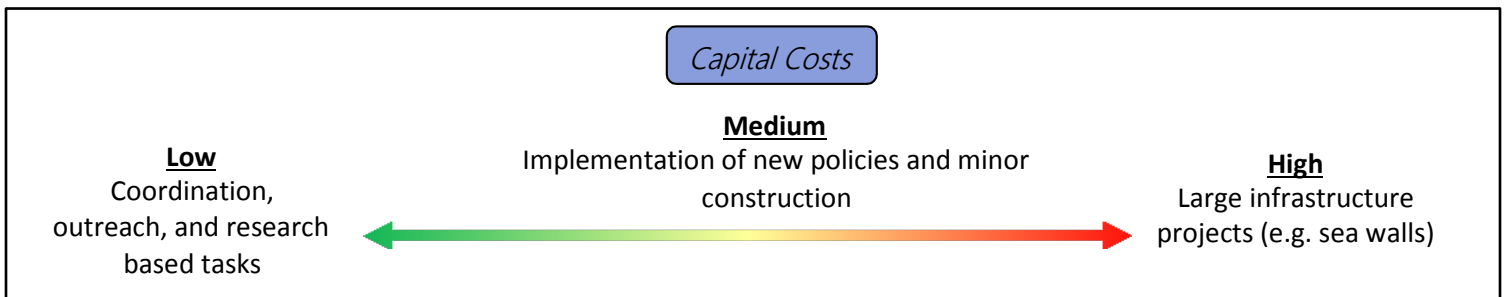 Capital Costs
Low
Coordination,
outreach, and research
based tasks
Medium
Implementation of new policies and minor
construction
High
Large infrastructure
projects (e.g. sea walls)